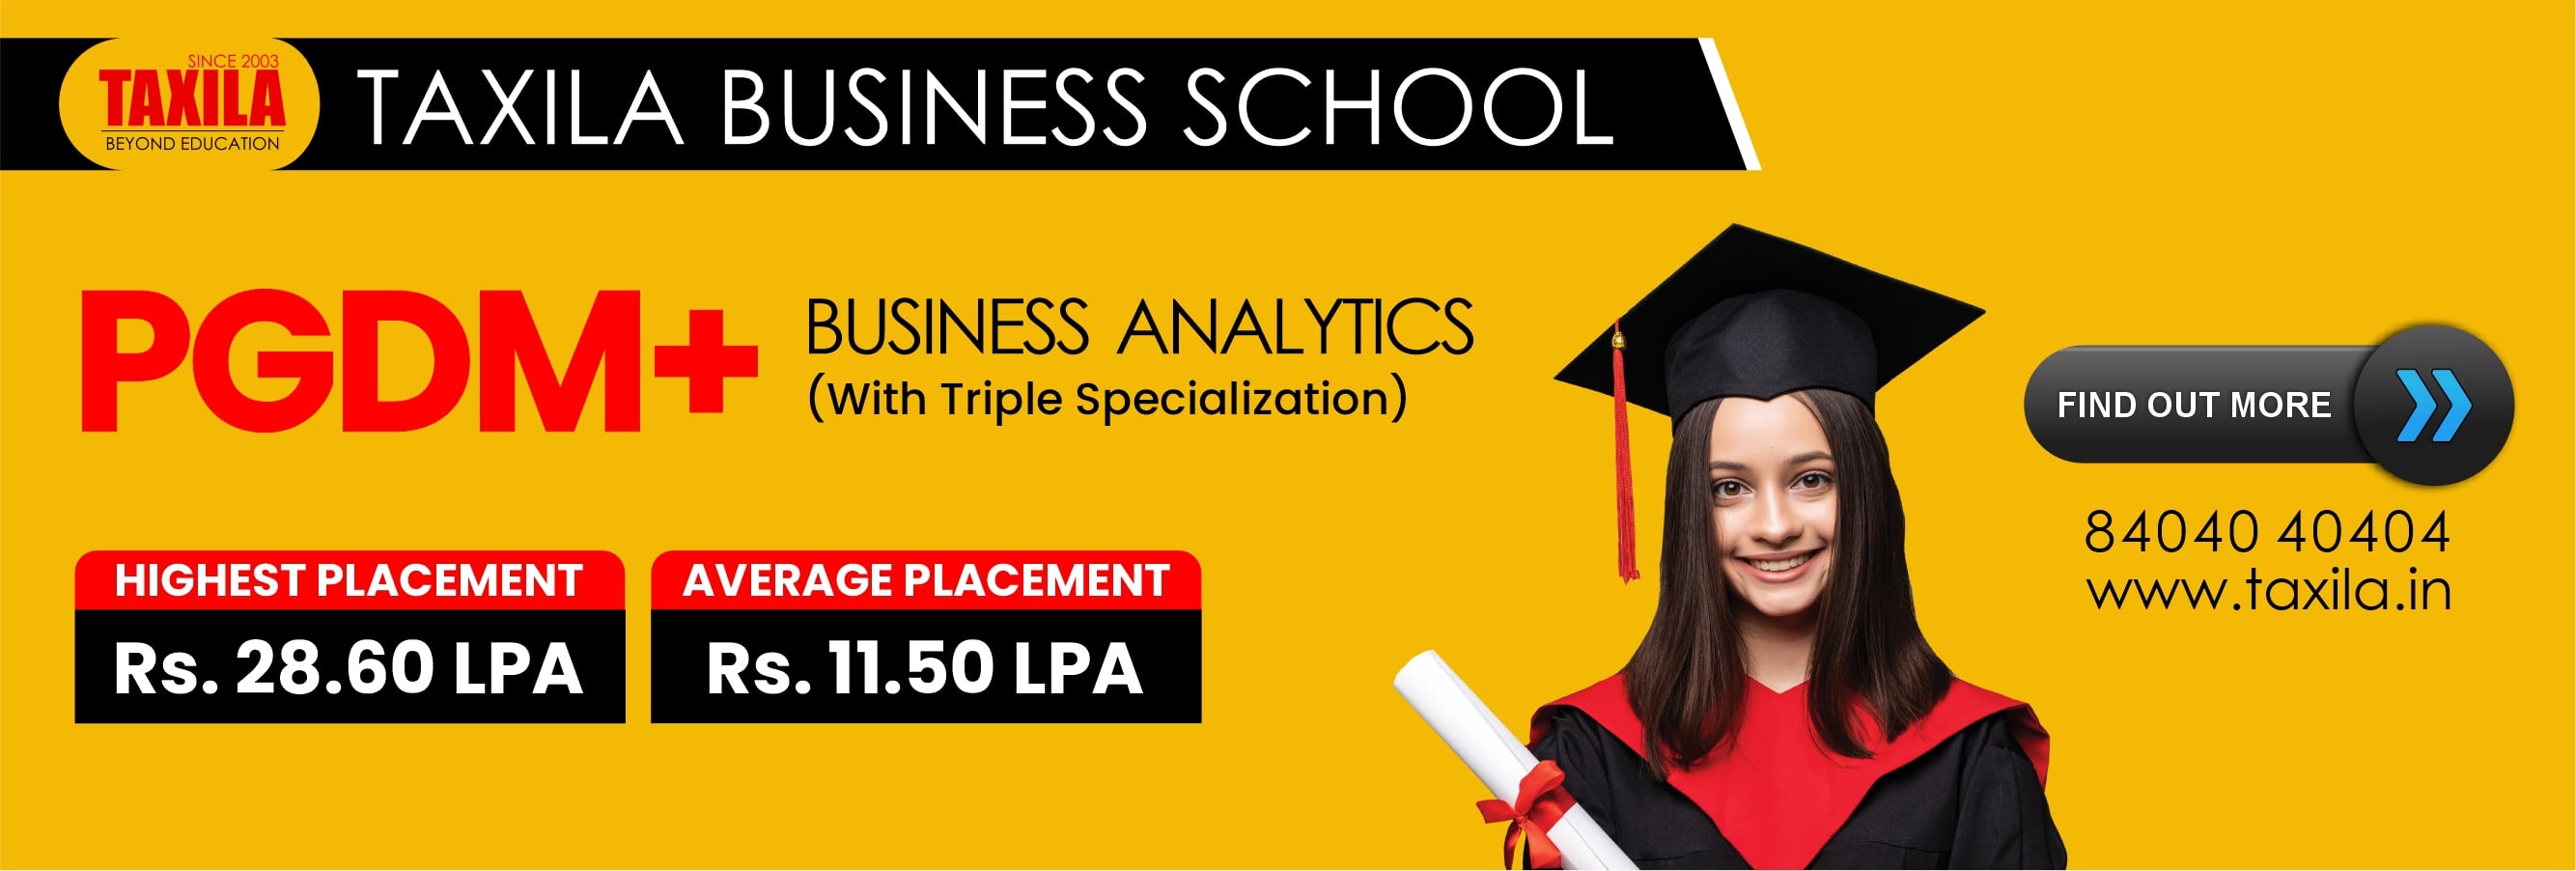 SINCE 2003
TAXILA
BEYOND EDUCATION
TAXILA BUSINESS SCHOOL
PGDM+
BUSINESS ANALYTICS
(With Triple Specialization)
HIGHEST PLACEMENT
Rs. 28.60 LPA
AVERAGE PLACEMENT
Rs. 11.50 LPA
FIND OUT MORE
84040 40404
www.taxila.in